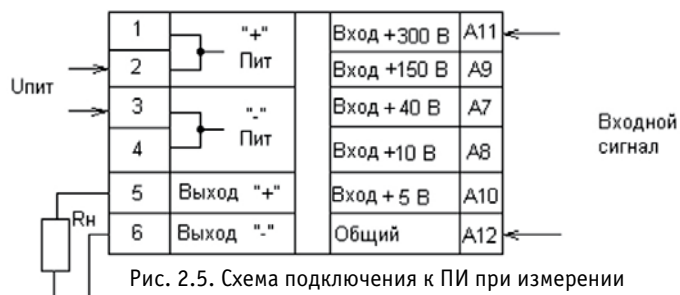 1 "+" Вход +300 В A11
2 Пит Вход +150 В A9
Uпит
3 "-" Вход + 40 В A7
Входной
4 Пит Вход +10 В A8
сигнал
5 Выход "+" Вход + 5 В A10
Rн
6 Выход "-" Общий A12
Рис. 2.5. Схема подключения к ПИ при измерении